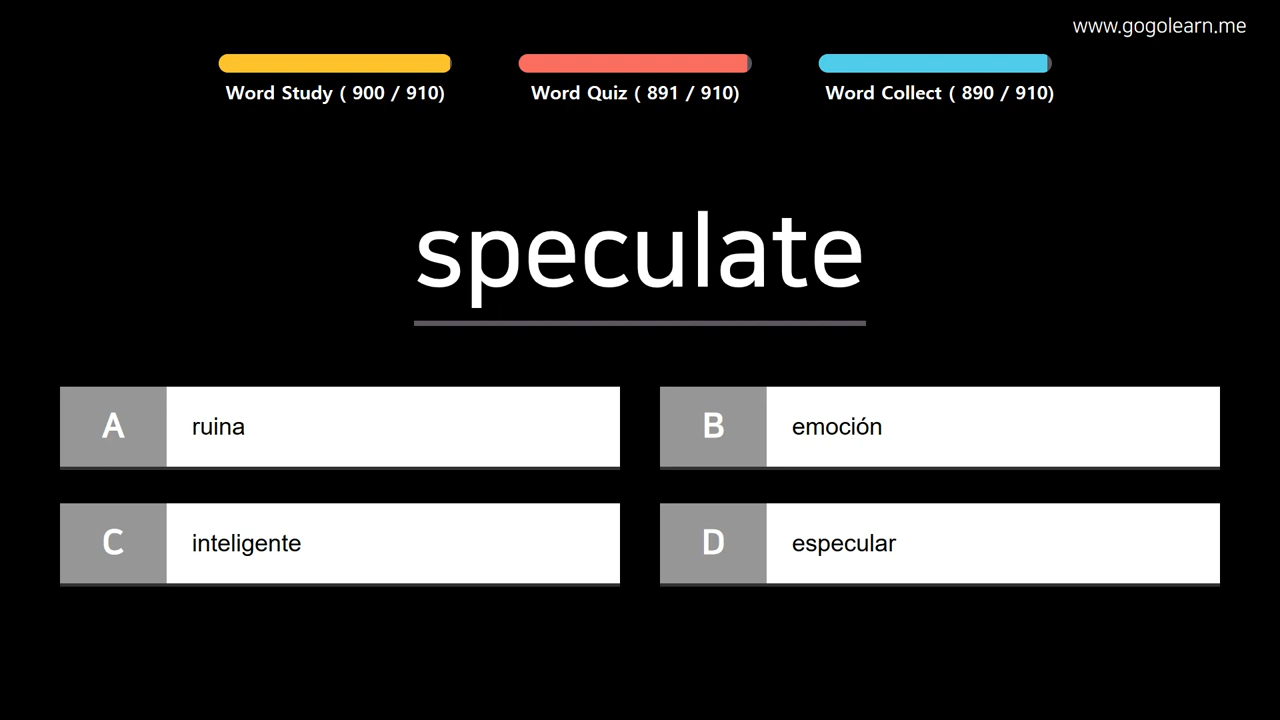 www.gogolearn.me
Word Study ( 900 / 910)
Word Quiz ( 891 / 910)
Word Collect ( 890 / 910)
speculate
A ruina
B emoción
C inteligente
D especular